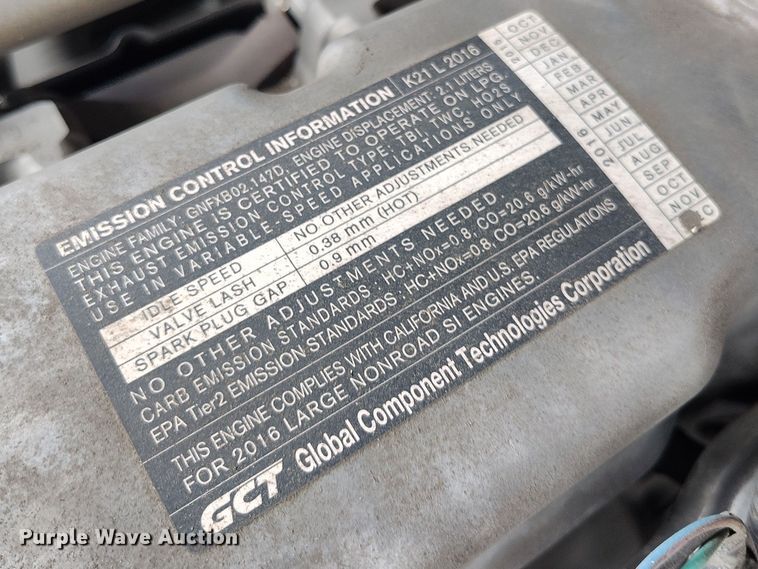 EMISSION CONTROL INFORMATION K21 L 2016
ENGINE FAMILY: GNFXB02.147D, ENGINE DISPLACEMENT: 2.1 LITERS
THIS ENGINE IS CERTIFIED TO OPERATE ON LPG.
EXHAUST EMISSION CONTROL TYPE: TBI, TWC, HO2S.
USE IN VARIABLE-SPEED APPLICATIONS ONLY
IDLE SPEED NO OTHER ADJUSTMENTS NEEDED
VALVE LASH 0.38 mm (HOT)
SPARK PLUG GAP 0.9 mm
NO OTHER ADJUSTMENTS NEEDED.
CARB EMISSION STANDARDS : HC+NOx=0.8, CO=20.6 g/kW-hr
EPA Tier2 EMISSION STANDARDS : HC+NOx=0.8, CO=20.6 g/kW-hr
THIS ENGINE COMPLIES WITH CALIFORNIA AND U.S. EPA REGULATIONS
FOR 2016 LARGE NONROAD SI ENGINES.
GCT Global Component Technologies Corporation
OCT
NOV
DEC
2016
JAN
FEB
MAR
APR
MAY
JUN
JUL
AUG
SEP
OCT
NOV
Purple Wave Auction